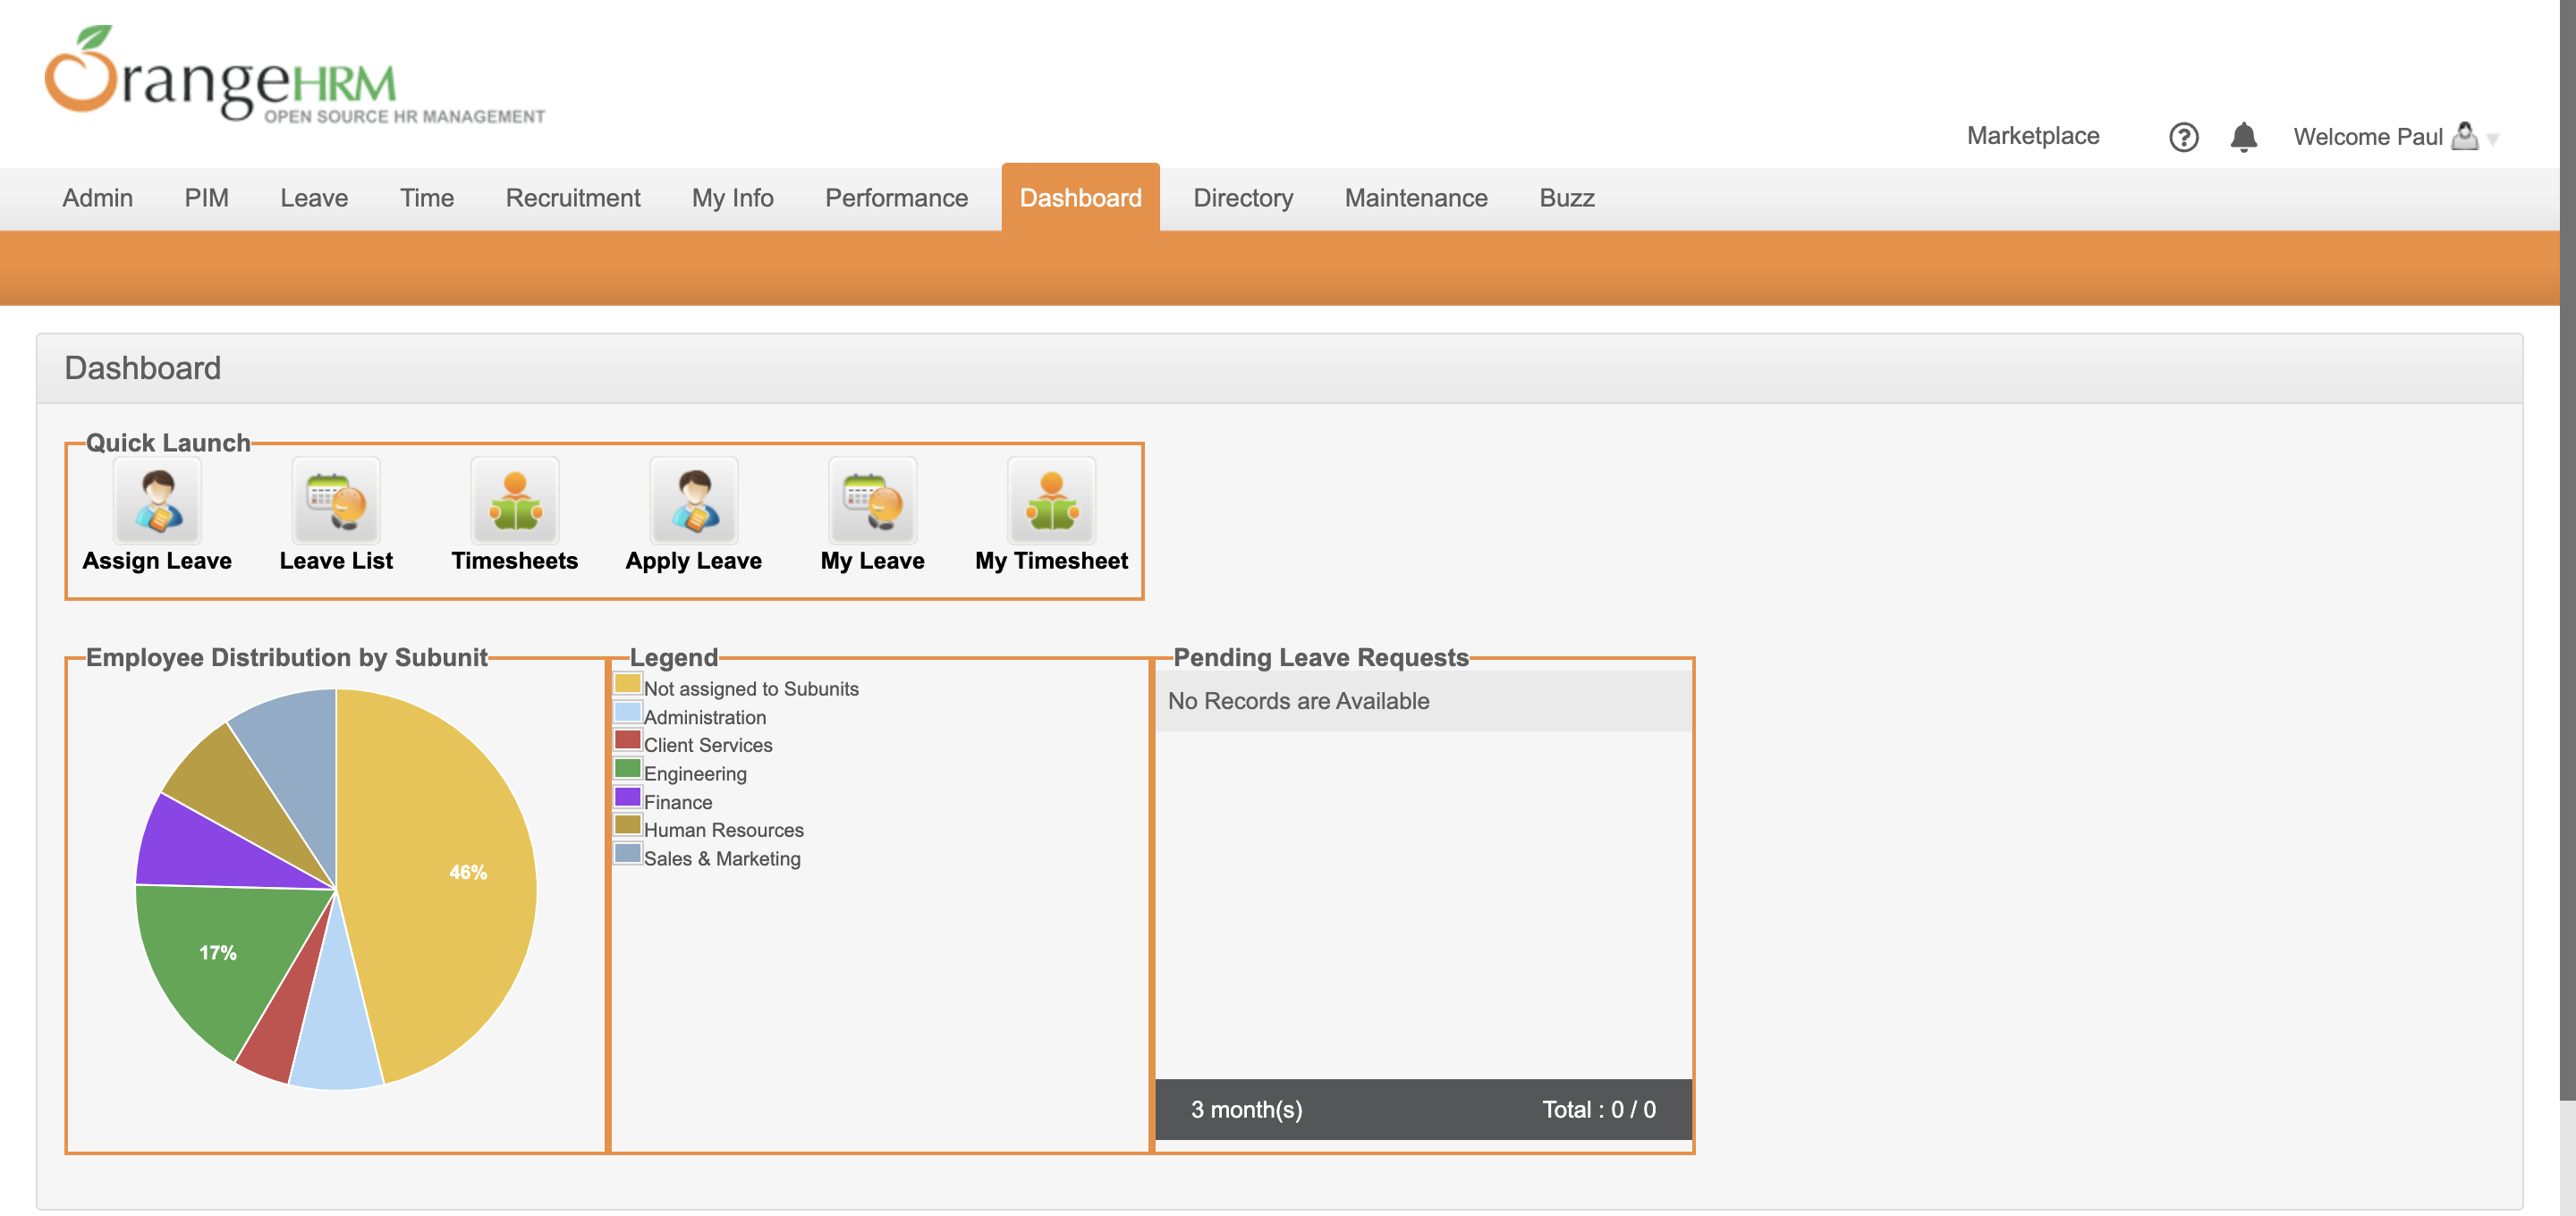 OrangeHRM
OPEN SOURCE HR MANAGEMENT
Marketplace ? Welcome Paul
Admin PIM Leave Time Recruitment My Info Performance Dashboard Directory Maintenance Buzz
Dashboard
Quick Launch
Assign Leave Leave List Timesheets Apply Leave My Leave My Timesheet
Employee Distribution by Subunit
46%
17%
Legend
Not assigned to Subunits
Administration
Client Services
Engineering
Finance
Human Resources
Sales & Marketing
Pending Leave Requests
No Records are Available
3 month(s) Total : 0 / 0